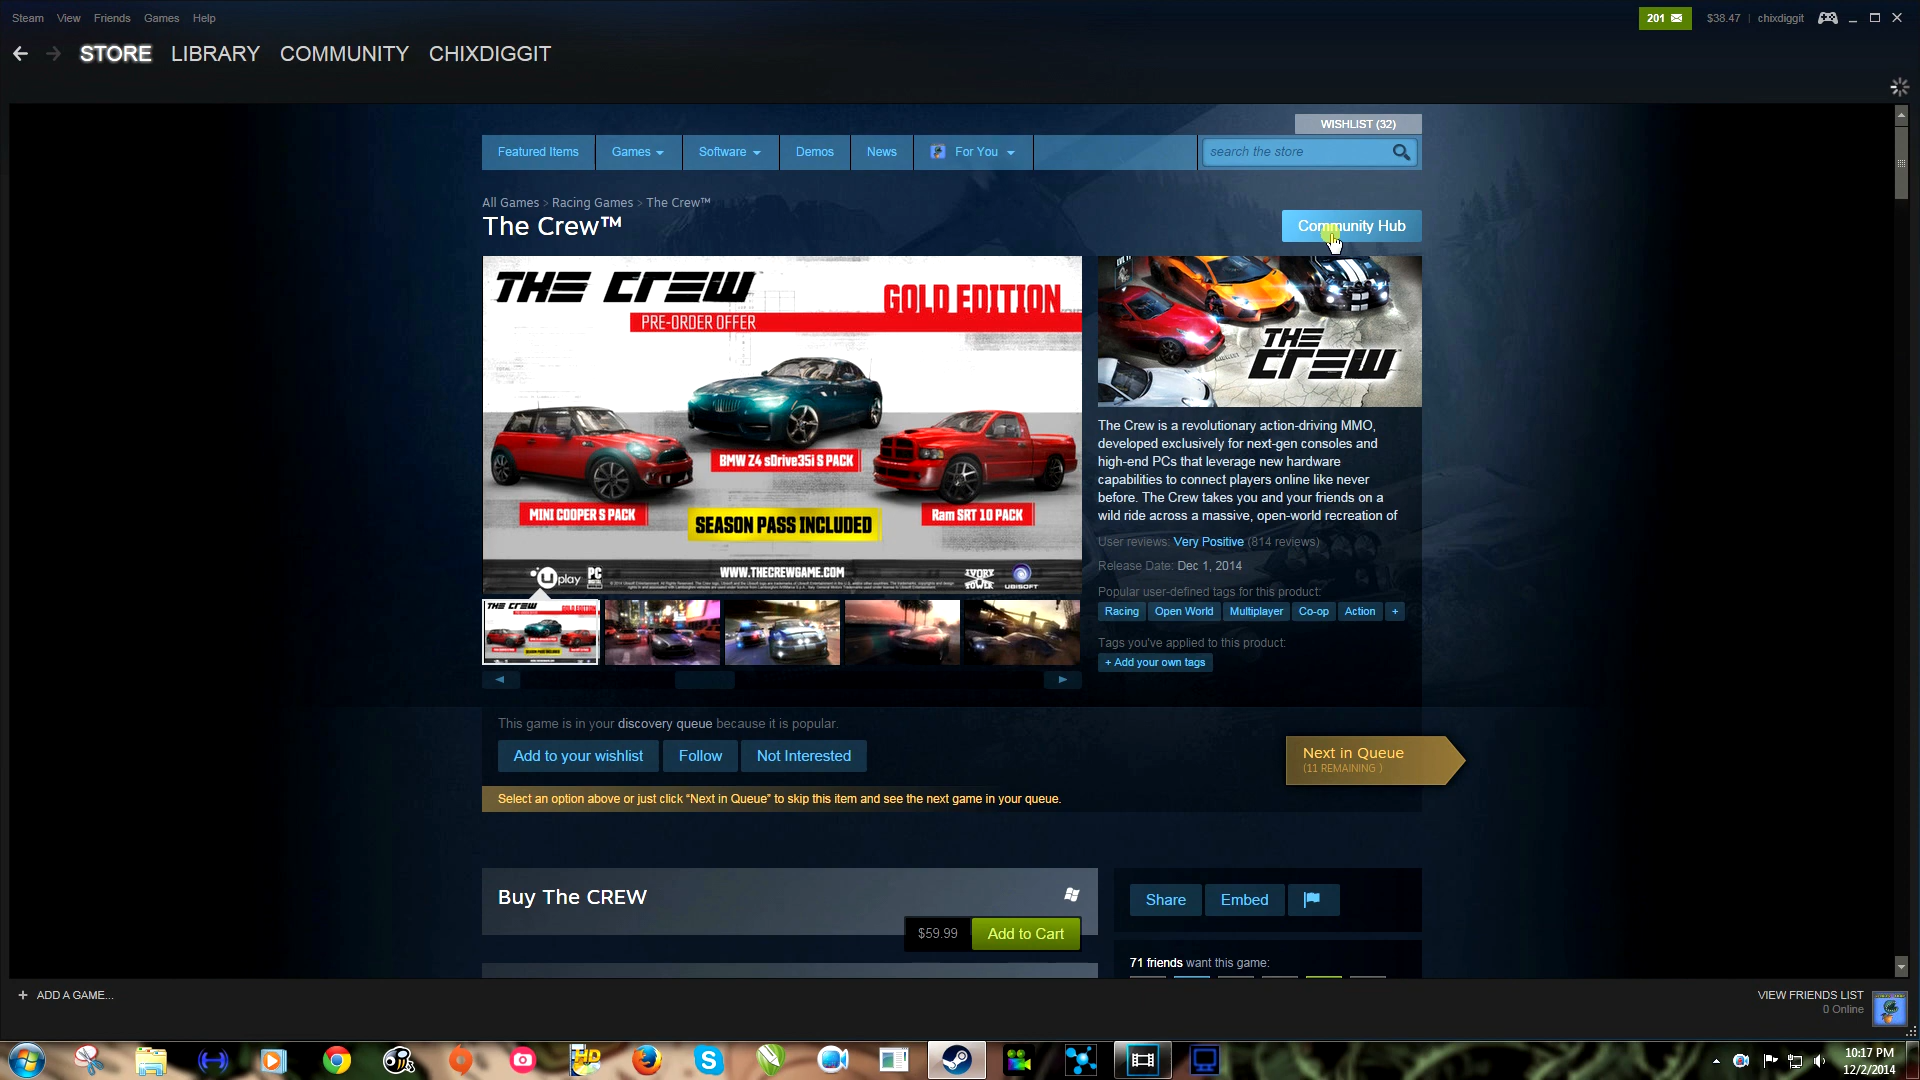 Steam View Friends Games Help
201 $38.47 chixdiggit
STORE LIBRARY COMMUNITY CHIXDIGGIT
WISHLIST (32)
Featured Items Games Software Demos News For You search the store
All Games > Racing Games > The Crew™
The Crew™
Community Hub
THE CREW
GOLD EDITION
PRE-ORDER OFFER
BMW Z4 sDrive35i S PACK
MINI COOPER S PACK
SEASON PASS INCLUDED
Ram SRT 10 PACK
Uplay PC WWW.THECREWGAME.COM IVORY TOWER UBISOFT
THE CREW
The Crew is a revolutionary action-driving MMO,
developed exclusively for next-gen consoles and
high-end PCs that leverage new hardware
capabilities to connect players online like never
before. The Crew takes you and your friends on a
wild ride across a massive, open-world recreation of
User reviews: Very Positive (814 reviews)
Release Date: Dec 1, 2014
Popular user-defined tags for this product:
Racing Open World Multiplayer Co-op Action +
Tags you've applied to this product:
+ Add your own tags
THE CREW GOLD EDITION
SEASON PASS INCLUDED
This game is in your discovery queue because it is popular.
Add to your wishlist Follow Not Interested
Next in Queue
(11 REMAINING )
Select an option above or just click “Next in Queue” to skip this item and see the next game in your queue.
Buy The CREW
$59.99 Add to Cart
Share Embed
71 friends want this game:
+ ADD A GAME...
VIEW FRIENDS LIST
0 Online
HD
10:17 PM
12/2/2014